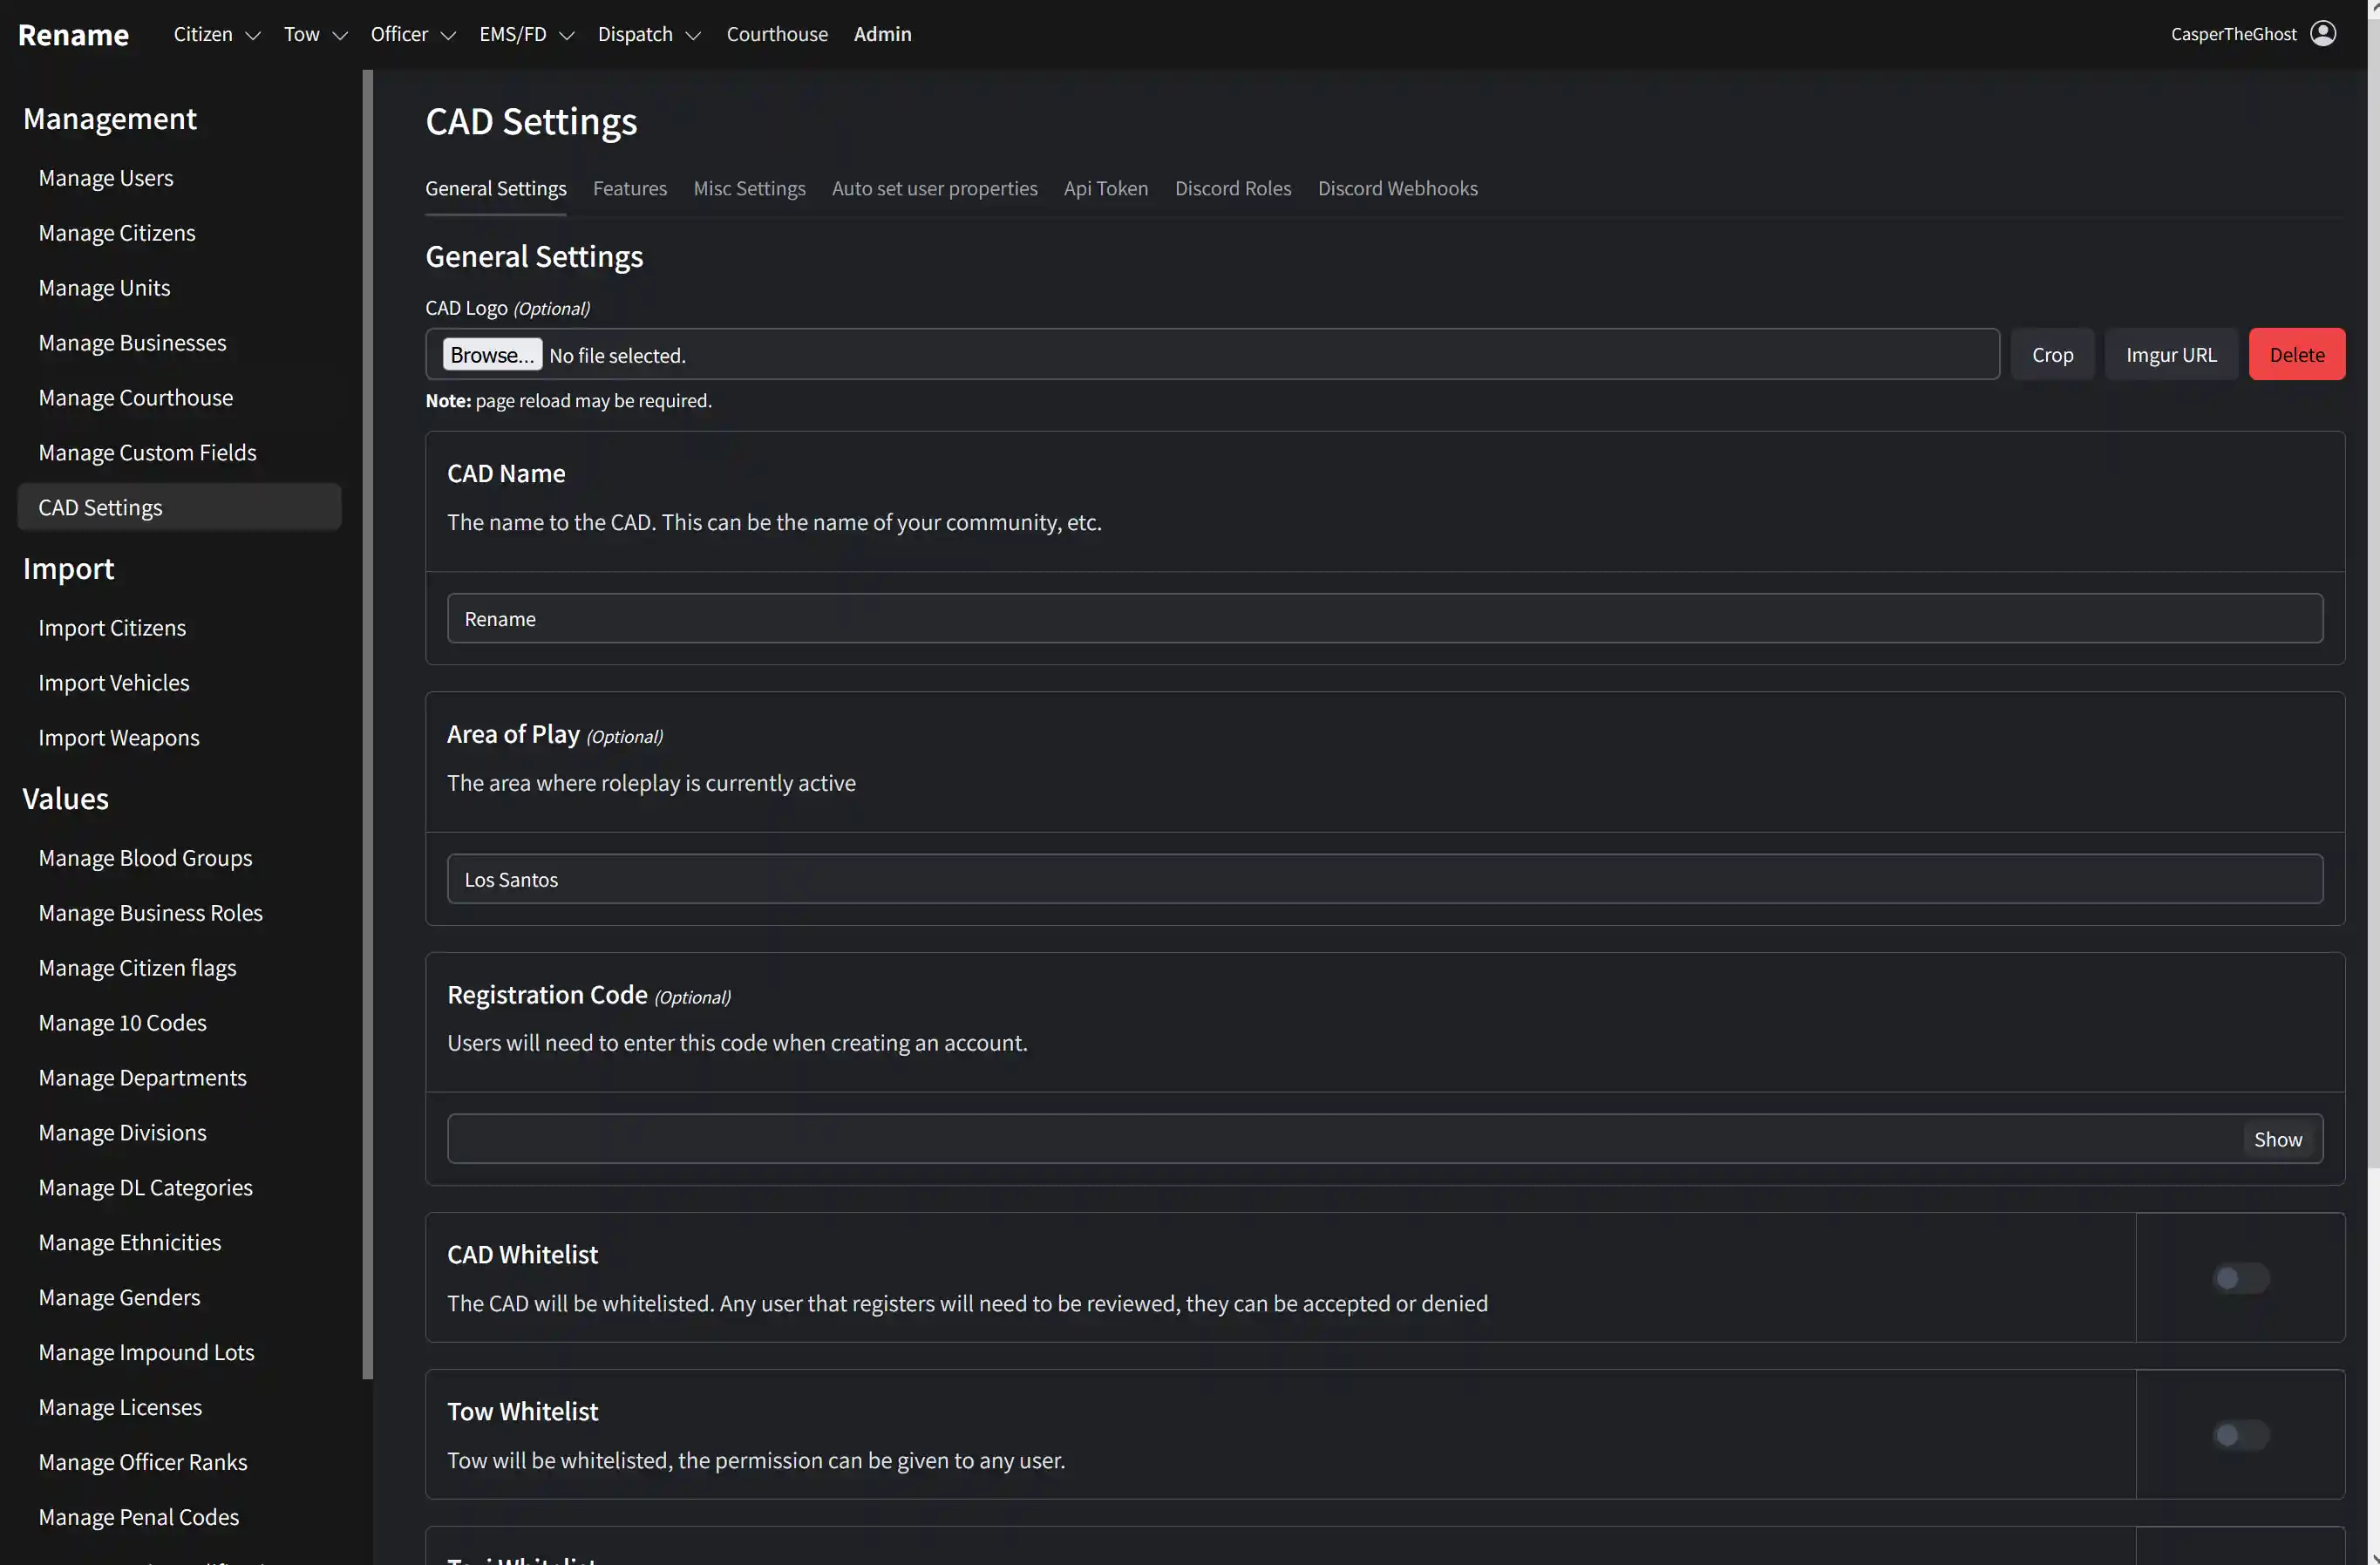 Rename
Citizen
Tow
Officer
EMS/FD
Dispatch
Courthouse
Admin
CasperTheGhost
Management
Manage Users
Manage Citizens
Manage Units
Manage Businesses
Manage Courthouse
Manage Custom Fields
CAD Settings
Import
Import Citizens
Import Vehicles
Import Weapons
Values
Manage Blood Groups
Manage Business Roles
Manage Citizen flags
Manage 10 Codes
Manage Departments
Manage Divisions
Manage DL Categories
Manage Ethnicities
Manage Genders
Manage Impound Lots
Manage Licenses
Manage Officer Ranks
Manage Penal Codes
CAD Settings
General Settings
Features
Misc Settings
Auto set user properties
Api Token
Discord Roles
Discord Webhooks
General Settings
CAD Logo (Optional)
Browse... No file selected.
Crop
Imgur URL
Delete
Note: page reload may be required.
CAD Name
The name to the CAD. This can be the name of your community, etc.
Rename
Area of Play (Optional)
The area where roleplay is currently active
Los Santos
Registration Code (Optional)
Users will need to enter this code when creating an account.
Show
CAD Whitelist
The CAD will be whitelisted. Any user that registers will need to be reviewed, they can be accepted or denied
Tow Whitelist
Tow will be whitelisted, the permission can be given to any user.